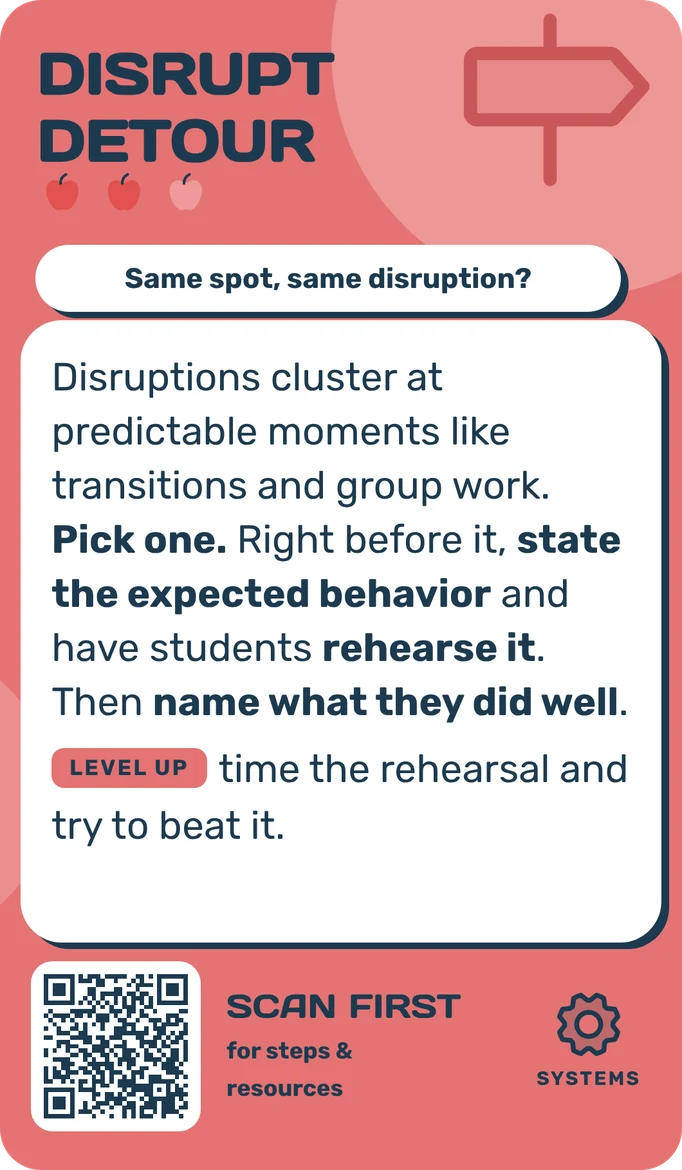 DISRUPT
DETOUR
Same spot, same disruption?
Disruptions cluster at
predictable moments like
transitions and group work.
Pick one. Right before it, state
the expected behavior and
have students rehearse it.
Then name what they did well.
LEVEL UP time the rehearsal and
try to beat it.
SCAN FIRST
for steps &
resources
SYSTEMS